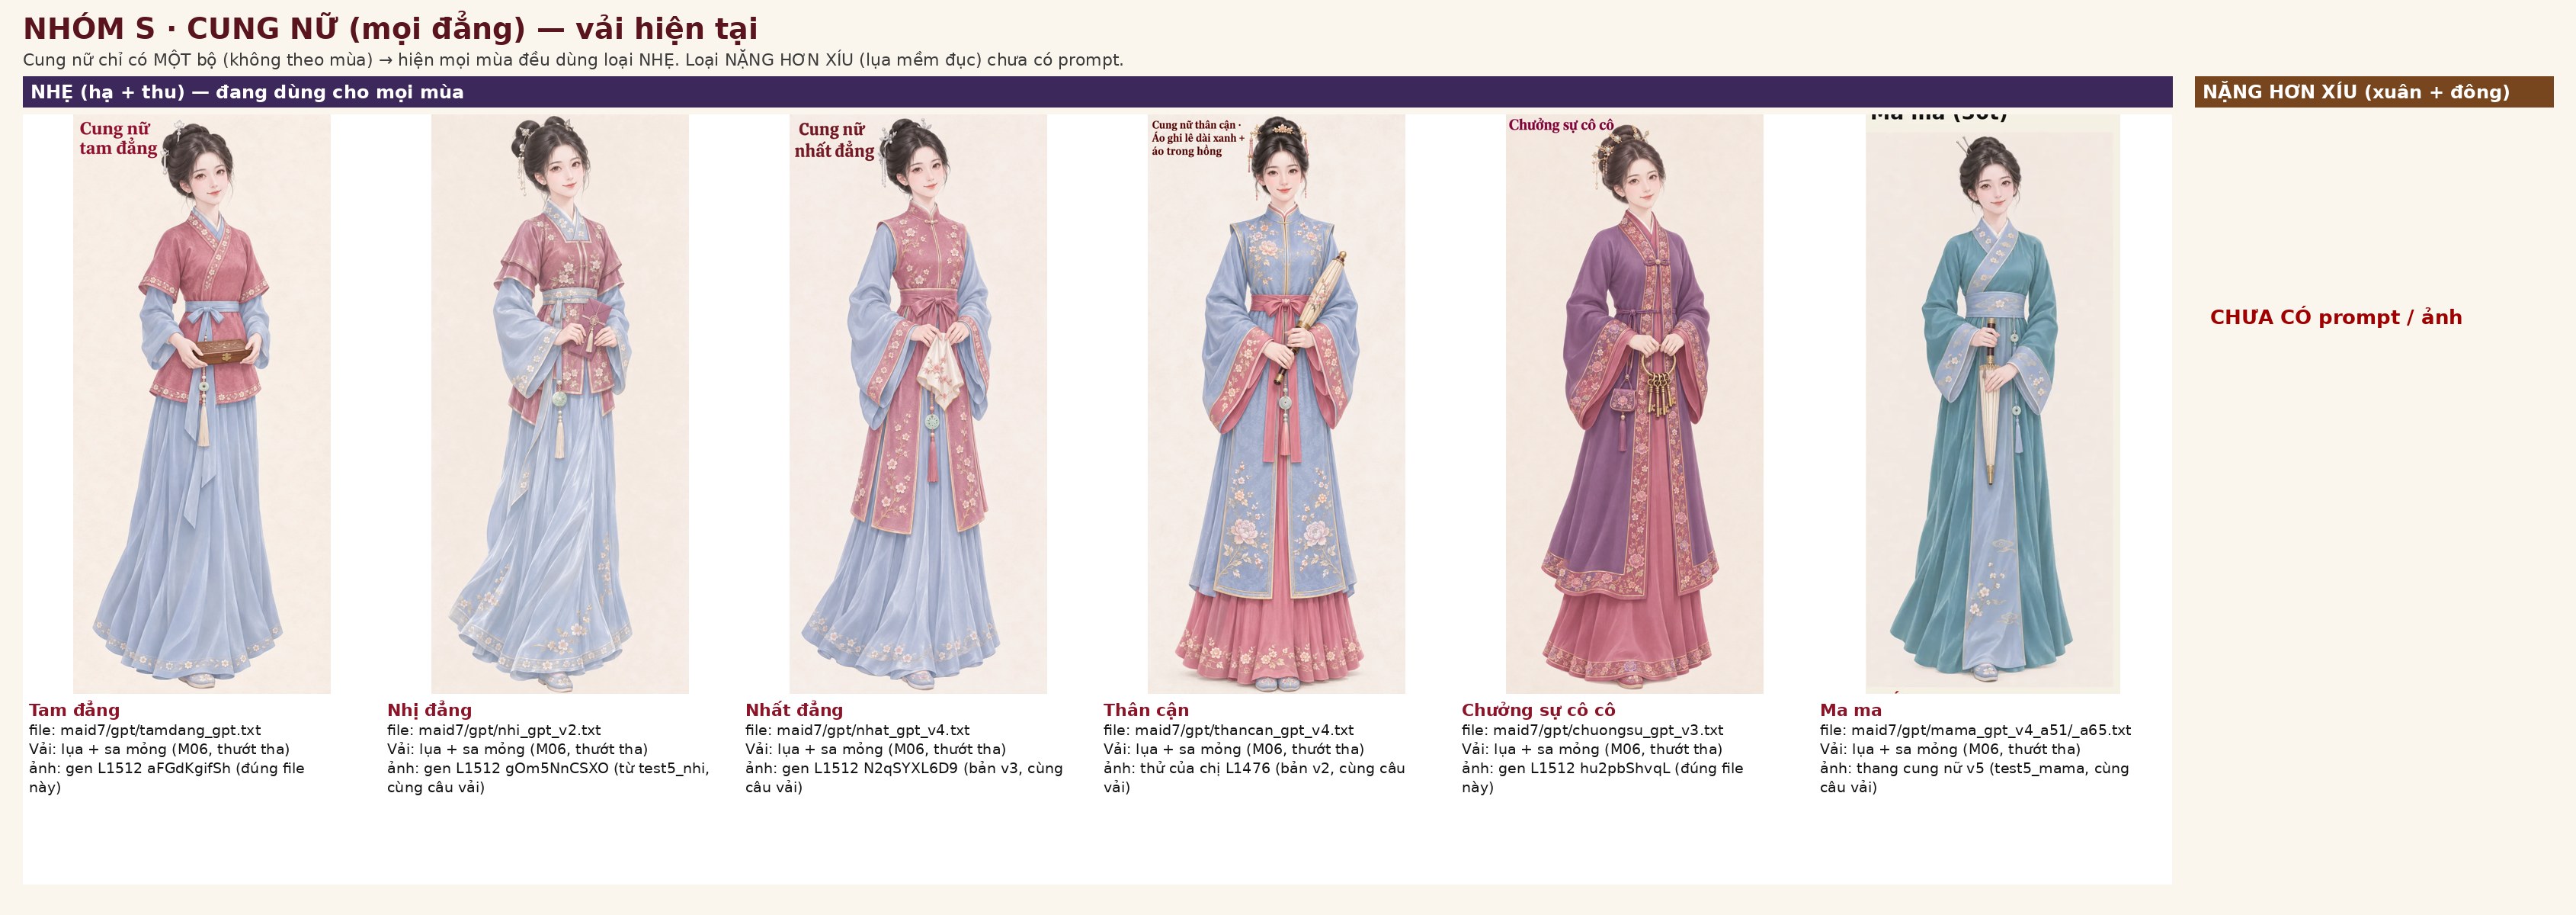 NHÓM S · CUNG NỮ (mọi đẳng) — vải hiện tại
Cung nữ chỉ có MỘT bộ (không theo mùa) → hiện mọi mùa đều dùng loại NHẸ. Loại NẶNG HƠN XÍU (lụa mềm đục) chưa có prompt.
NHẸ (hạ + thu) — đang dùng cho mọi mùa
NẶNG HƠN XÍU (xuân + đông)
Cung nữ
tam đẳng
Cung nữ
nhất đẳng
Cung nữ thân cận ·
Áo ghi lê dài xanh +
áo trong hồng
Chưởng sự cô cô
Ma ma (50t)
CHƯA CÓ prompt / ảnh
Tam đẳng
file: maid7/gpt/tamdang_gpt.txt
Vải: lụa + sa mỏng (M06, thướt tha)
ảnh: gen L1512 aFGdKgifSh (đúng file
này)
Nhị đẳng
file: maid7/gpt/nhi_gpt_v2.txt
Vải: lụa + sa mỏng (M06, thướt tha)
ảnh: gen L1512 gOm5NnCSXO (từ test5_nhi,
cùng câu vải)
Nhất đẳng
file: maid7/gpt/nhat_gpt_v4.txt
Vải: lụa + sa mỏng (M06, thướt tha)
ảnh: gen L1512 N2qSYXL6D9 (bản v3, cùng
câu vải)
Thân cận
file: maid7/gpt/thancan_gpt_v4.txt
Vải: lụa + sa mỏng (M06, thướt tha)
ảnh: thử của chị L1476 (bản v2, cùng câu
vải)
Chưởng sự cô cô
file: maid7/gpt/chuongsu_gpt_v3.txt
Vải: lụa + sa mỏng (M06, thướt tha)
ảnh: gen L1512 hu2pbShvqL (đúng file
này)
Ma ma
file: maid7/gpt/mama_gpt_v4_a51/_a65.txt
Vải: lụa + sa mỏng (M06, thướt tha)
ảnh: thang cung nữ v5 (test5_mama, cùng
câu vải)